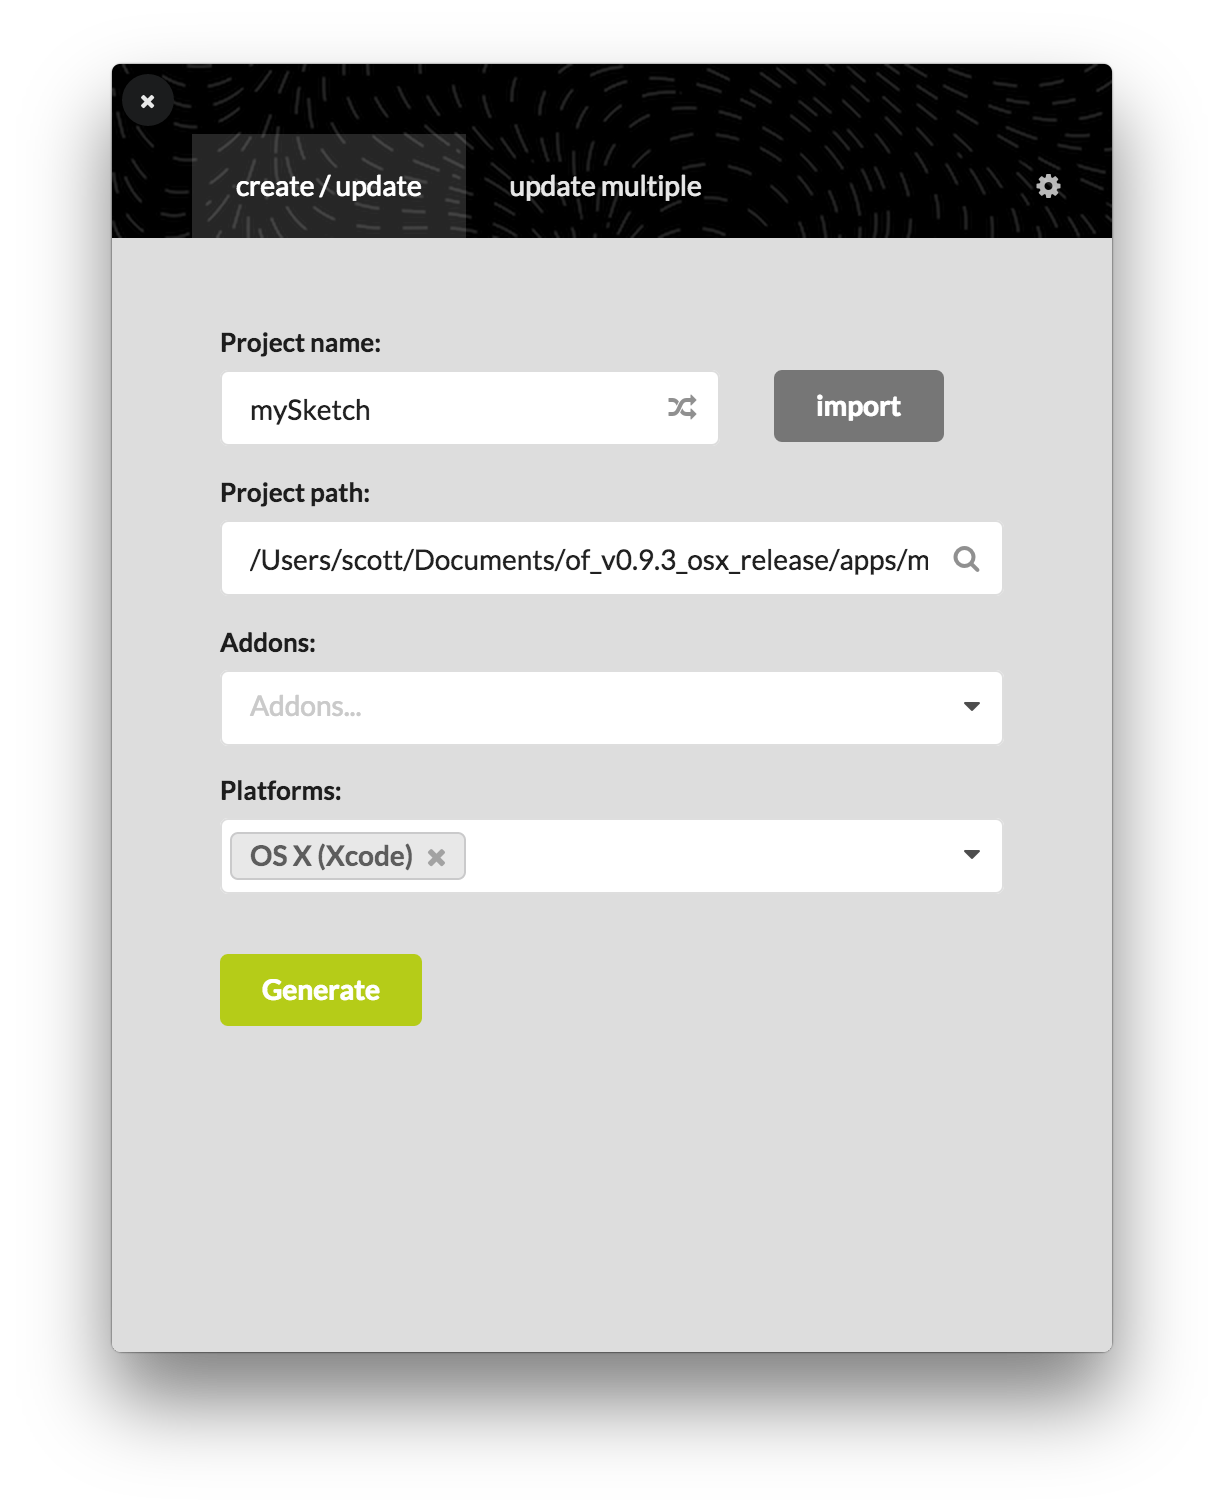 create / update
update multiple
Project name:
mySketch
import
Project path:
/Users/scott/Documents/of_v0.9.3_osx_release/apps/m
Addons:
Addons...
Platforms:
OS X (Xcode)
Generate